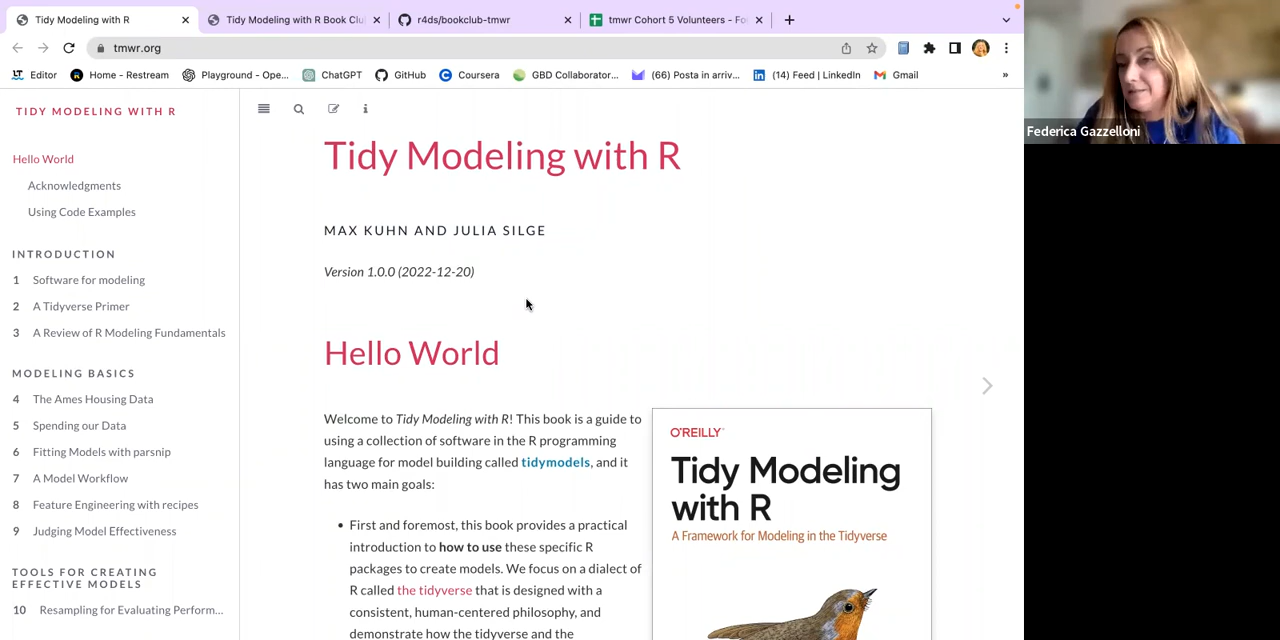 Tidy Modeling with R
Tidy Modeling with R Book Clu
r4ds/bookclub-tmwr
tmwr Cohort 5 Volunteers - Fo
tmwr.org
Editor
Home - Restream
Playground - Ope...
ChatGPT
GitHub
Coursera
GBD Collaborator...
(66) Posta in arriv...
(14) Feed | LinkedIn
Gmail
»
Federica Gazzelloni
TIDY MODELING WITH R
Hello World
Acknowledgments
Using Code Examples
INTRODUCTION
1 Software for modeling
2 A Tidyverse Primer
3 A Review of R Modeling Fundamentals
MODELING BASICS
4 The Ames Housing Data
5 Spending our Data
6 Fitting Models with parsnip
7 A Model Workflow
8 Feature Engineering with recipes
9 Judging Model Effectiveness
TOOLS FOR CREATING
EFFECTIVE MODELS
10 Resampling for Evaluating Perform...
Tidy Modeling with R
MAX KUHN AND JULIA SILGE
Version 1.0.0 (2022-12-20)
Hello World
Welcome to Tidy Modeling with R! This book is a guide to
using a collection of software in the R programming
language for model building called tidymodels, and it
has two main goals:
• First and foremost, this book provides a practical
introduction to how to use these specific R
packages to create models. We focus on a dialect of
R called the tidyverse that is designed with a
consistent, human-centered philosophy, and
demonstrate how the tidyverse and the
O'REILLY
Tidy Modeling
with R
A Framework for Modeling in the Tidyverse